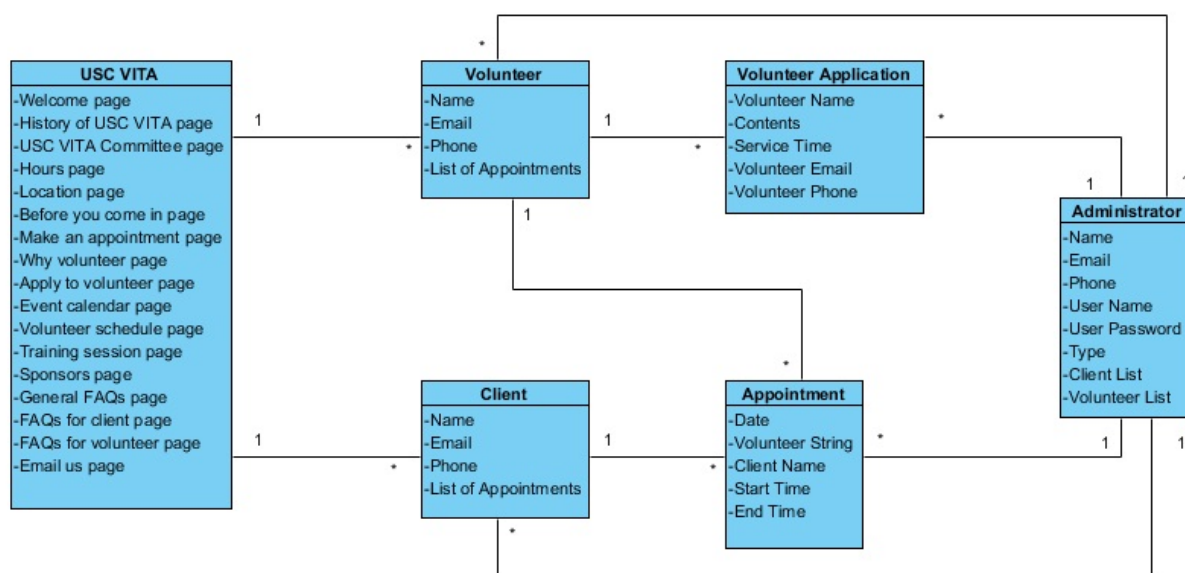 USC VITA
-Welcome page
-History of USC VITA page
-USC VITA Committee page
-Hours page
-Location page
-Before you come in page
-Make an appointment page
-Why volunteer page
-Apply to volunteer page
-Event calendar page
-Volunteer schedule page
-Training session page
-Sponsors page
-General FAQs page
-FAQs for client page
-FAQs for volunteer page
-Email us page
1
*
1
*
*
Volunteer
-Name
-Email
-Phone
-List of Appointments
1
*
1
*
Volunteer Application
-Volunteer Name
-Contents
-Service Time
-Volunteer Email
-Volunteer Phone
*
1
1
Administrator
-Name
-Email
-Phone
-User Name
-User Password
-Type
-Client List
-Volunteer List
1
1
Client
-Name
-Email
-Phone
-List of Appointments
*
1
*
Appointment
-Date
-Volunteer String
-Client Name
-Start Time
-End Time
*